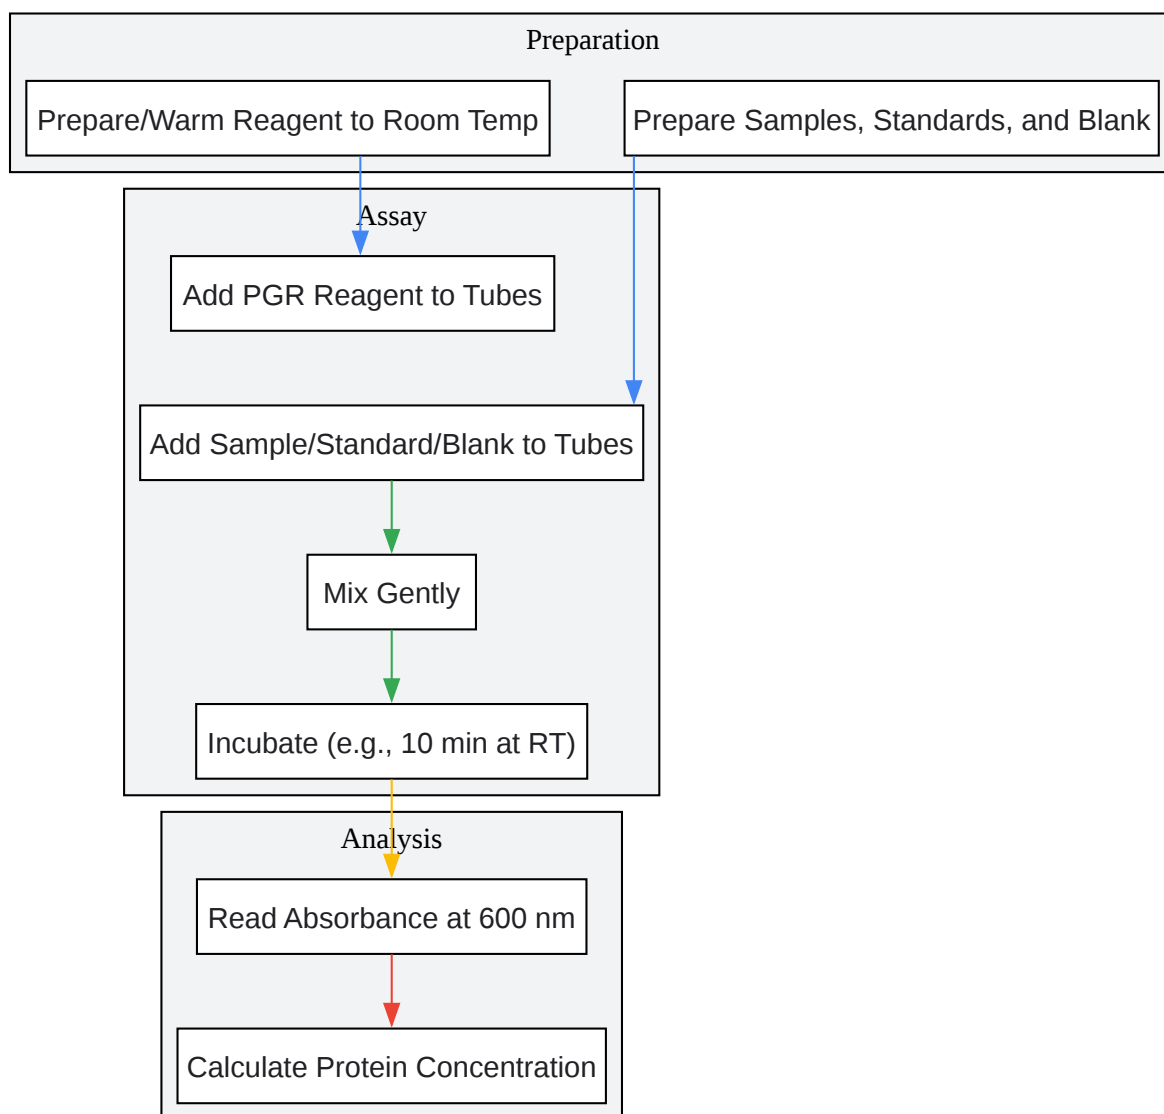 Preparation
Prepare/Warm Reagent to Room Temp
Prepare Samples, Standards, and Blank
Assay
Add PGR Reagent to Tubes
Add Sample/Standard/Blank to Tubes
Mix Gently
Incubate (e.g., 10 min at RT)
Analysis
Read Absorbance at 600 nm
Calculate Protein Concentration